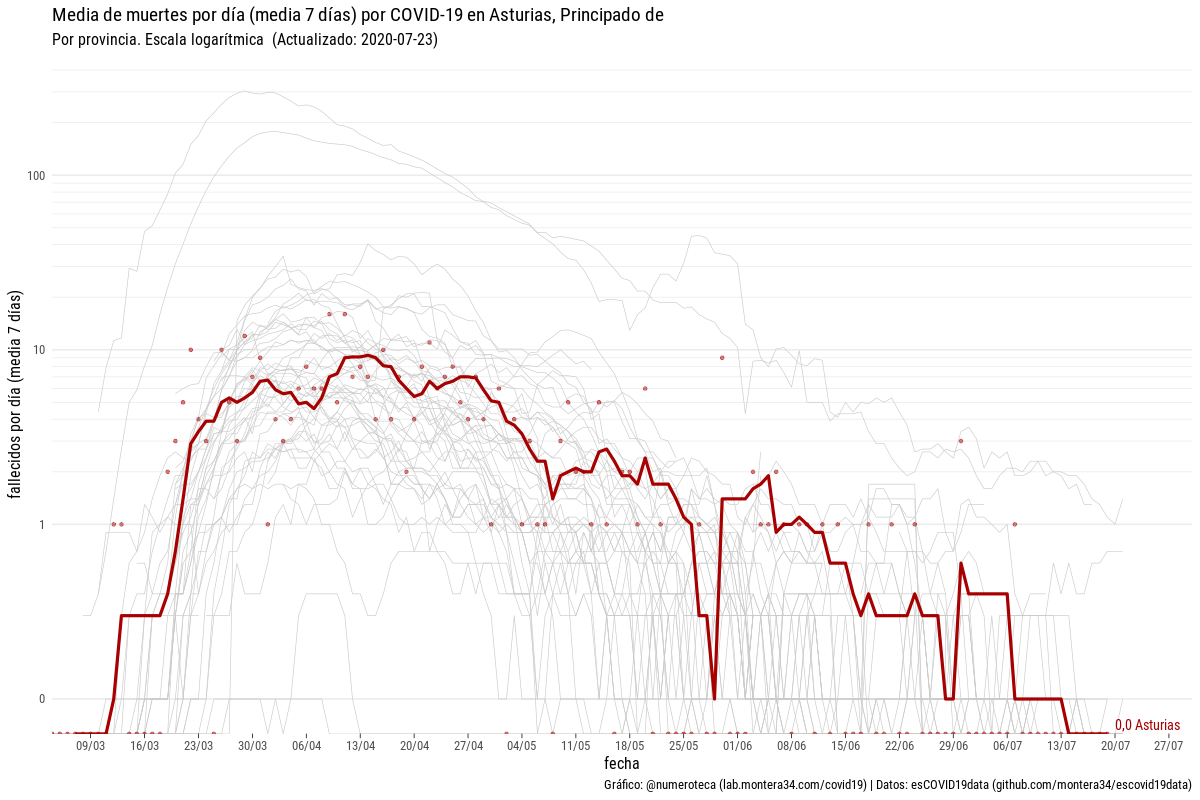 Media de muertes por día (media 7 días) por COVID-19 en Asturias, Principado de
Por provincia. Escala logarítmica (Actualizado: 2020-07-23)
fallecidos por día (media 7 días)
100
10
1
0
0,0 Asturias
09/03 16/03 23/03 30/03 06/04 13/04 20/04 27/04 04/05 11/05 18/05 25/05 01/06 08/06 15/06 22/06 29/06 06/07 13/07 20/07 27/07
fecha
Gráfico: @numeroteca (lab.montera34.com/covid19) | Datos: esCOVID19data (github.com/montera34/escovid19data)